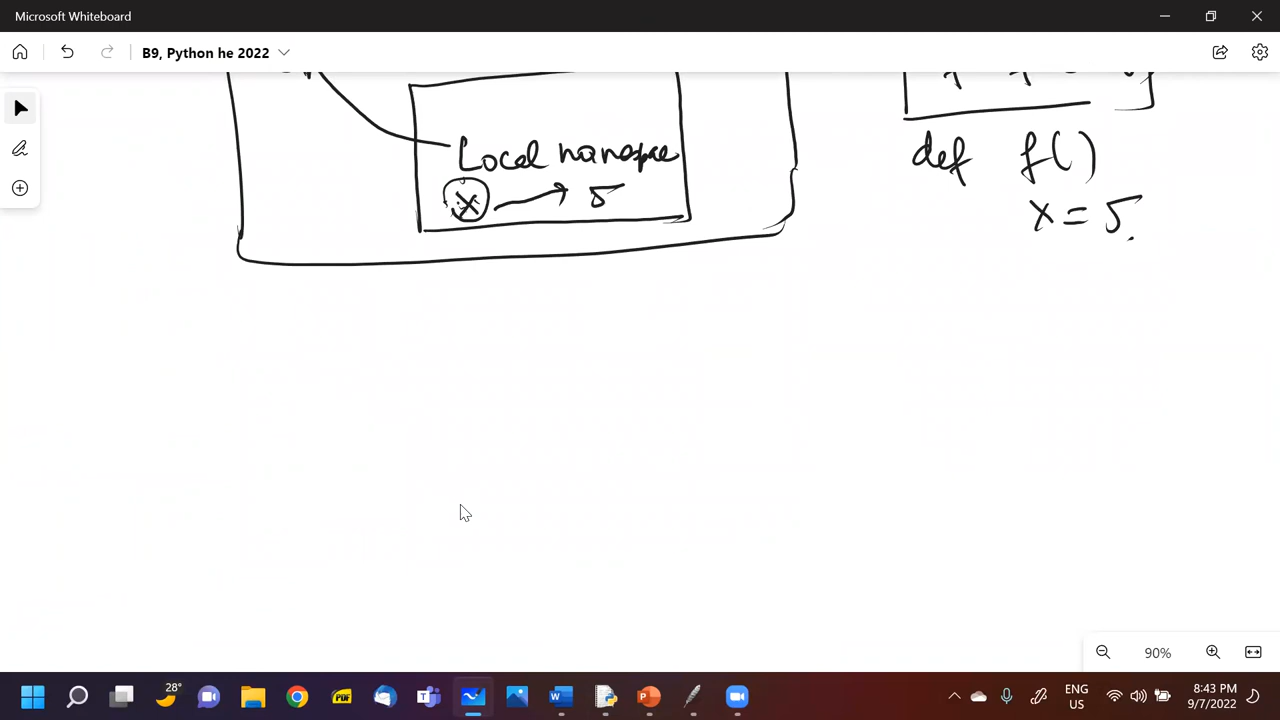 Microsoft Whiteboard
B9, Python he 2022
Local namespace
x → 5
def f()
x = 5
90%
28°
PDF
ENG
US
8:43 PM
9/7/2022